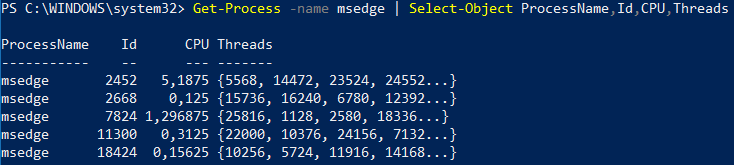 PS C:\WINDOWS\system32> Get-Process -name msedge | Select-Object ProcessName,Id,CPU,Threads
ProcessName Id CPU Threads
----------- -- --- -------
msedge 2452 5,1875 {5568, 14472, 23524, 24552...}
msedge 2668 0,125 {15736, 16240, 6780, 12392...}
msedge 7824 1,296875 {25816, 1128, 2580, 18336...}
msedge 11300 0,3125 {22000, 10376, 24156, 7132...}
msedge 18424 0,15625 {10256, 5724, 11916, 14168...}